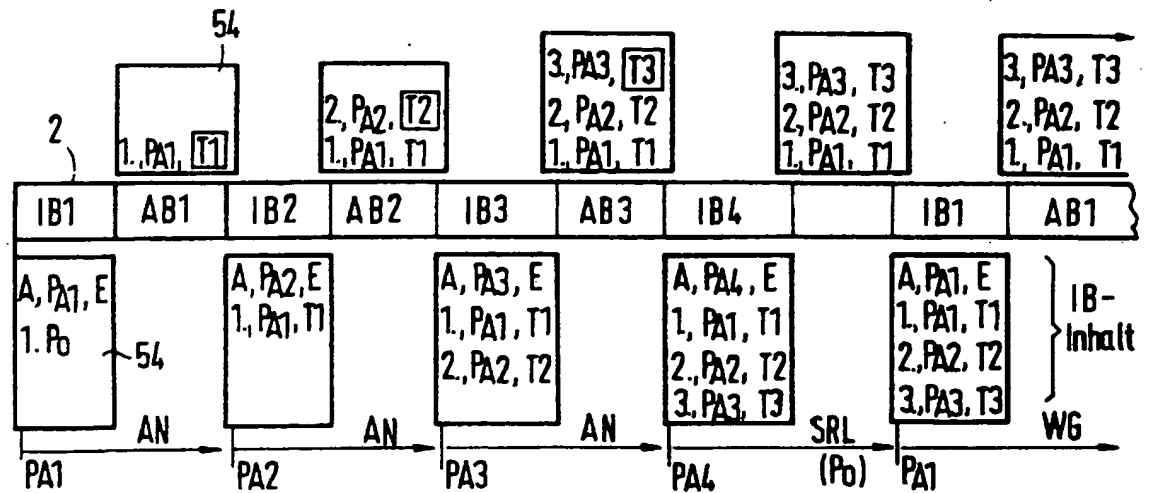 54
1., PA1, T1
2, PA2, T2
1., PA1, T1
3., PA3, T3
2, PA2, T2
1., PA1, T1
3., PA3, T3
2, PA2, T2
1., PA1, T1
3, PA3, T3
2., PA2, T2
1., PA1, T1
2
IB1 AB1 IB2 AB2 IB3 AB3 IB4 IB1 AB1
A, PA1, E
1. P0
54
A, PA2, E
1., PA1, T1
A, PA3, E
1., PA1, T1
2., PA2, T2
A, PA4, E
1, PA1, T1
2., PA2, T2
3, PA3, T3
A, PA1, E
1., PA1, T1
2., PA2, T2
3., PA3, T3
IB-
Inhalt
AN AN AN SRL WG
PA1 PA2 PA3 PA4 (P0) PA1